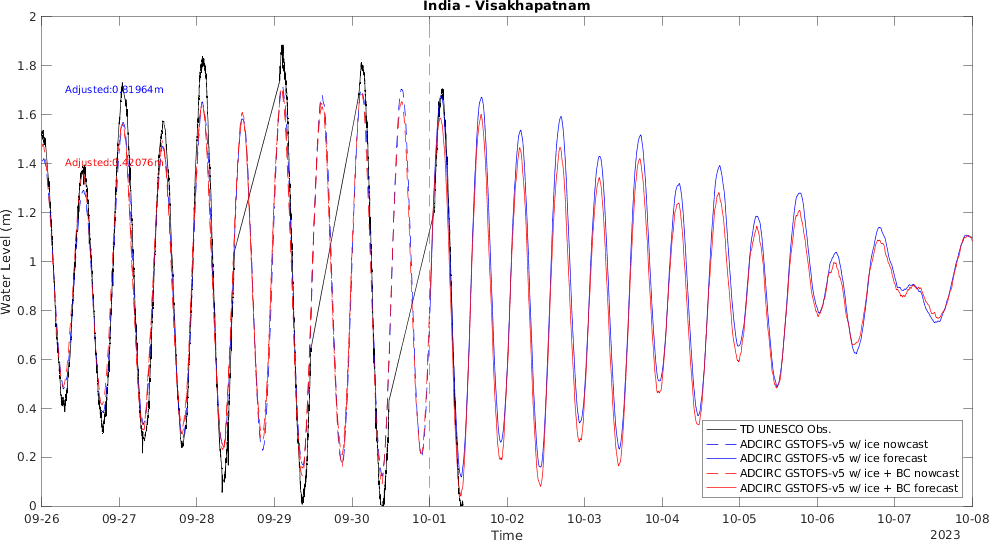 India - Visakhapatnam
2
1.8
1.6
1.4
1.2
1
0.8
0.6
0.4
0.2
0
Water Level (m)
Adjusted:0.81964m
Adjusted:0.42076m
TD UNESCO Obs.
ADCIRC GSTOFS-v5 w/ ice nowcast
ADCIRC GSTOFS-v5 w/ ice forecast
ADCIRC GSTOFS-v5 w/ ice + BC nowcast
ADCIRC GSTOFS-v5 w/ ice + BC forecast
09-26 09-27 09-28 09-29 09-30 10-01 10-02 10-03 10-04 10-05 10-06 10-07 10-08
Time 2023